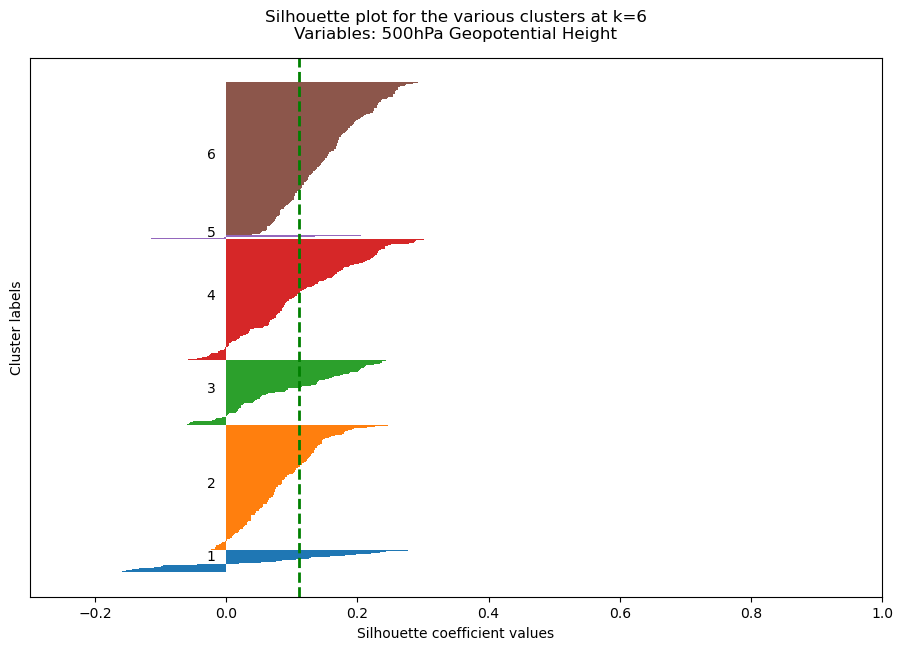 Silhouette plot for the various clusters at k=6
Variables: 500hPa Geopotential Height
6
5
4
3
2
1
Cluster labels
−0.2 0.0 0.2 0.4 0.6 0.8 1.0
Silhouette coefficient values